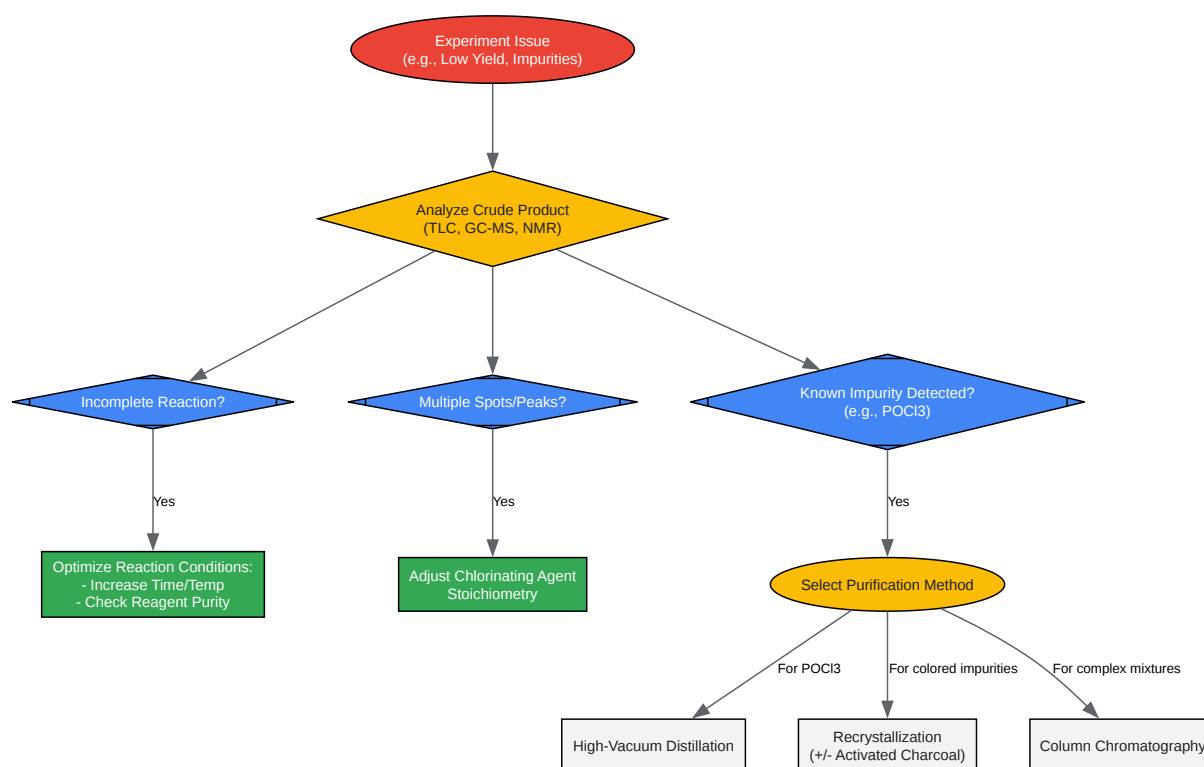 Experiment Issue
(e.g., Low Yield, Impurities)
Analyze Crude Product
(TLC, GC-MS, NMR)
Incomplete Reaction?
Multiple Spots/Peaks?
Known Impurity Detected?
(e.g., POCl3)
Yes
Yes
Yes
Optimize Reaction Conditions:
- Increase Time/Temp
- Check Reagent Purity
Adjust Chlorinating Agent
Stoichiometry
Select Purification Method
For POCl3
For colored impurities
For complex mixtures
High-Vacuum Distillation
Recrystallization
(+/- Activated Charcoal)
Column Chromatography